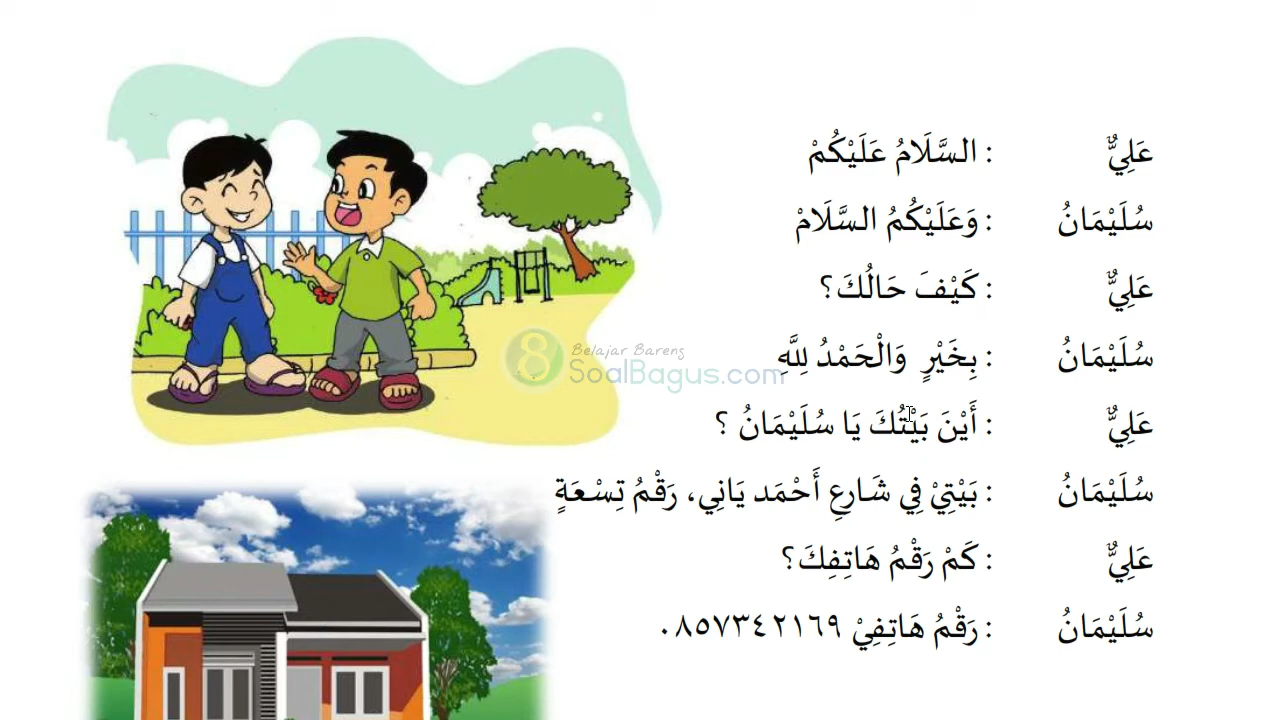 عَلِيٌّ : السَّلَامُ عَلَيْكُمْ
سُلَيْمَانُ : وَعَلَيْكُمُ السَّلَامْ
عَلِيٌّ : كَيْفَ حَالُكَ؟
سُلَيْمَانُ : بِخَيْرٍ وَالْحَمْدُ لِلَّه
عَلِيٌّ : أَيْنَ بَيْتُكَ يَا سُلَيْمَانُ ؟
سُلَيْمَانُ : بَيْتِيْ فِي شَارِعِ أَحْمَد يَانِي، رَقْمُ تِسْعَةٍ
عَلِيٌّ : كَمْ رَقْمُ هَاتِفِكَ؟
سُلَيْمَانُ : رَقْمُ هَاتِفِيْ ٠٨٥٧٣٤٢١٦٩
8 Belajar Bareng
SoalBagus.com